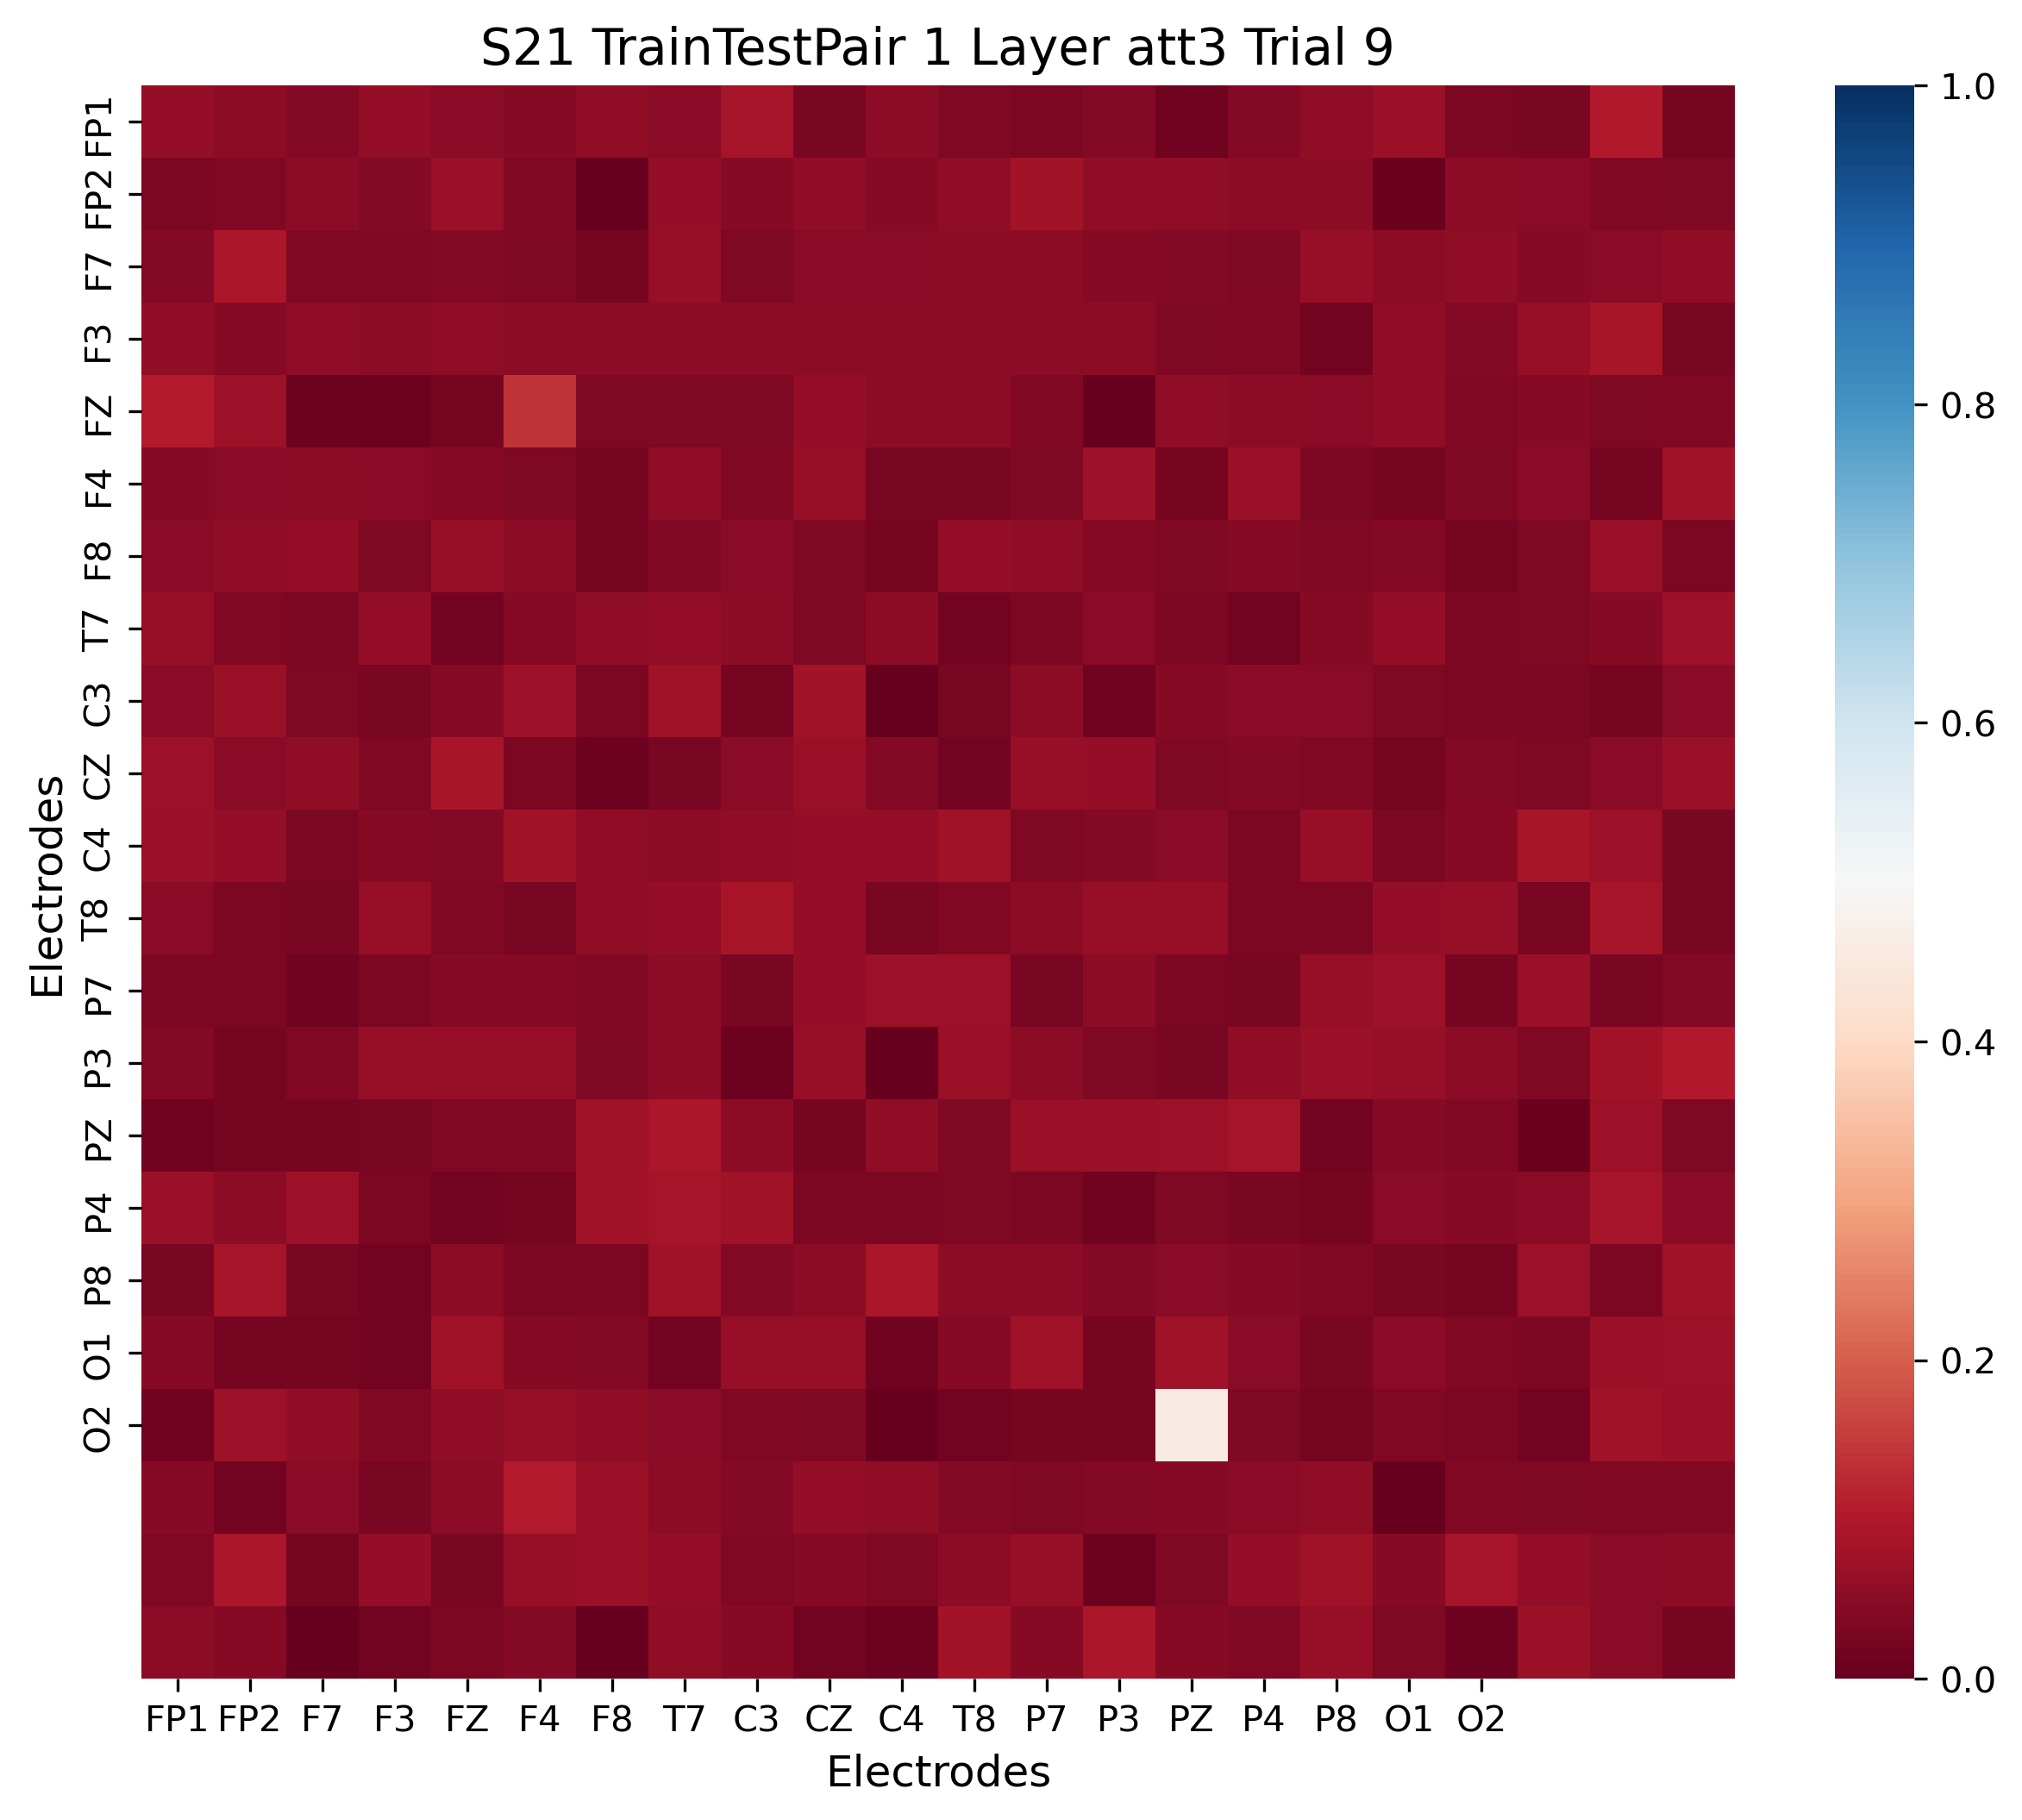 S21 TrainTestPair 1 Layer att3 Trial 9
Electrodes
FP1
FP2
F7
F3
FZ
F4
F8
T7
C3
CZ
C4
T8
P7
P3
PZ
P4
P8
O1
O2
FP1 FP2 F7 F3 FZ F4 F8 T7 C3 CZ C4 T8 P7 P3 PZ P4 P8 O1 O2
Electrodes
1.0
0.8
0.6
0.4
0.2
0.0